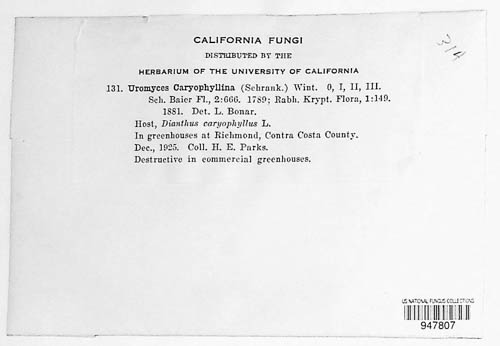 CALIFORNIA FUNGI
DISTRIBUTED BY THE
HERBARIUM OF THE UNIVERSITY OF CALIFORNIA
314
131. Uromyces Caryophyllina (Schrank.) Wint. 0, I, II, III.
Sch. Baier Fl., 2:666. 1789; Rabh. Krypt. Flora, 1:149.
1881. Det. L. Bonar.
Host, Dianthus caryophyllus L.
In greenhouses at Richmond, Contra Costa County.
Dec., 1925. Coll. H. E. Parks.
Destructive in commercial greenhouses.
US NATIONAL FUNGUS COLLECTIONS
947807